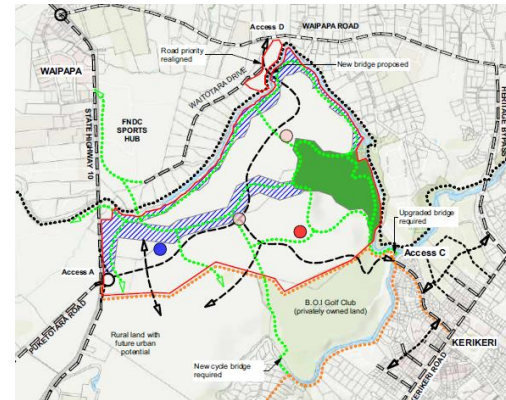 Access D
WAIPAPA ROAD
Road priority
realigned
New bridge proposed
WAIPAPA
WAITOTARA DRIVE
HERITAGE BYPASS
FNDC
SPORTS
HUB
STATE HIGHWAY 10
Upgraded bridge
required
Access A
Access C
PUKETOTARA ROAD
B.O.I Golf Club
(privately owned land)
Rural land with
future urban
potential
New cycle bridge
required
KERIKERI
KERIKERI ROAD